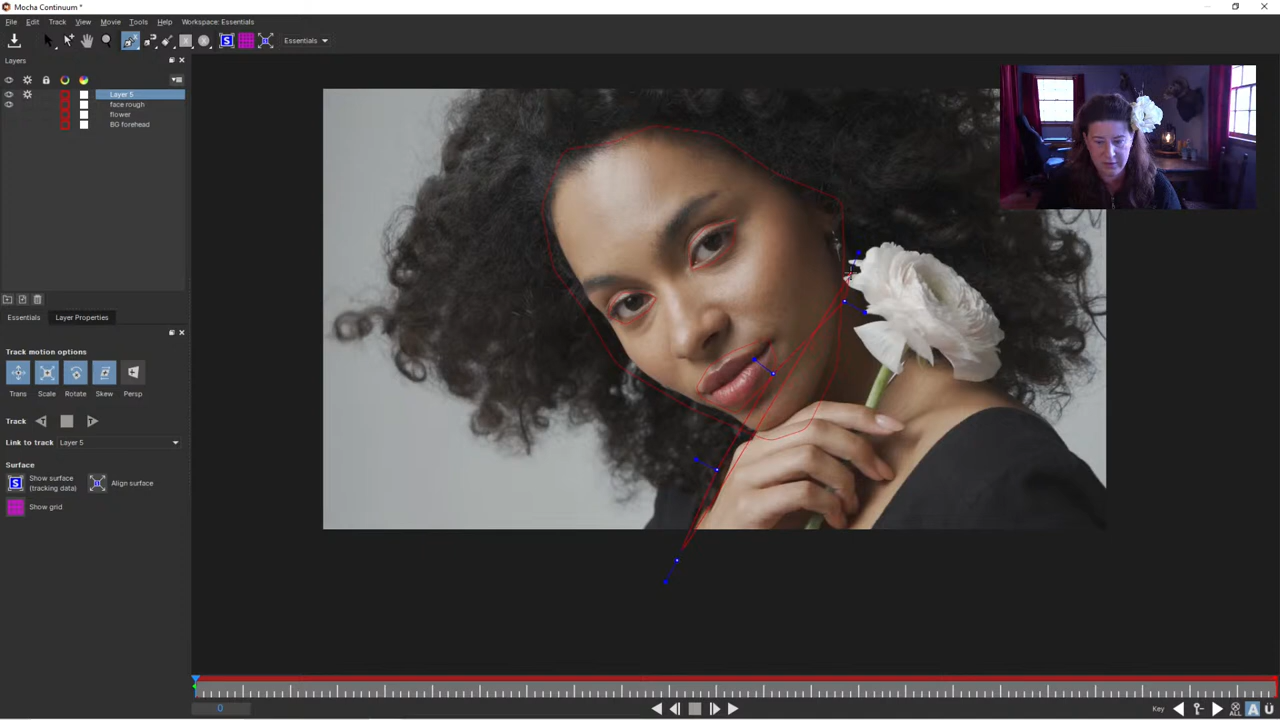 Mocha Continuum *
File Edit Track View Movie Tools Help Workspace: Essentials
Essentials
Layers
Layer 5
face rough
flower
BG forehead
Essentials Layer Properties
Track motion options
Trans Scale Rotate Skew Persp
Track
Link to track Layer 5
Surface
Show surface
(tracking data)
Align surface
Show grid
0
Key
ALL
A